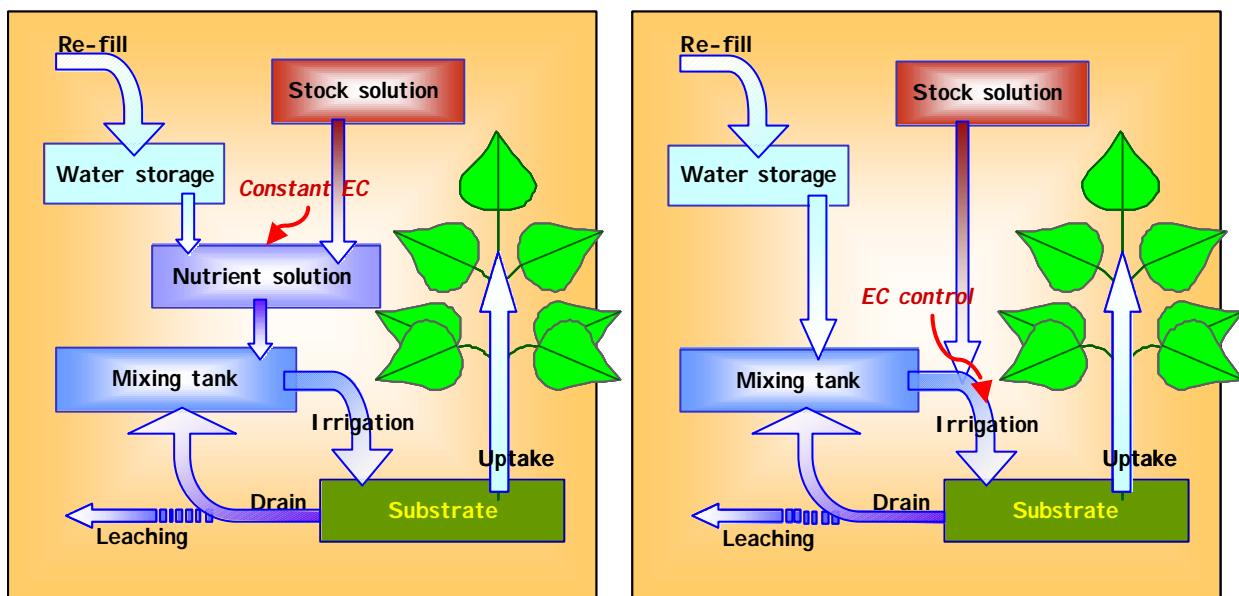 Re-fill
Stock solution
Water storage
Constant EC
Nutrient solution
Mixing tank
Irrigation
Uptake
Drain
Substrate
Leaching
Re-fill
Stock solution
Water storage
EC control
Mixing tank
Irrigation
Uptake
Drain
Substrate
Leaching